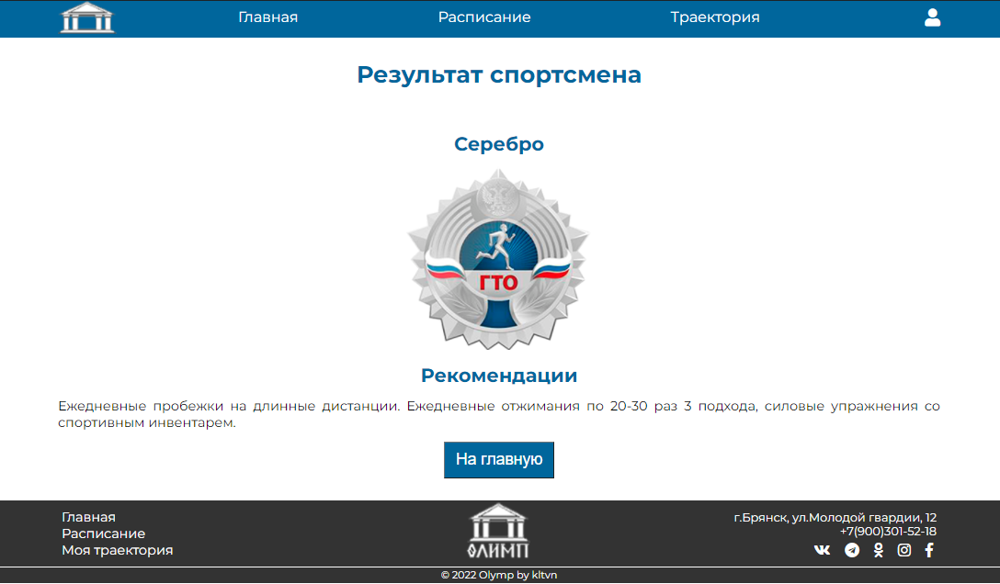 Главная
Расписание
Траектория
Результат спортсмена
Серебро
ГТО
Рекомендации
Ежедневные пробежки на длинные дистанции. Ежедневные отжимания по 20-30 раз 3 подхода, силовые упражнения со
спортивным инвентарем.
На главную
Главная
Расписание
Моя траектория
ОЛИМП
г.Брянск, ул.Молодой гвардии, 12
+7(900)301-52-18
© 2022 Olymp by kltvn